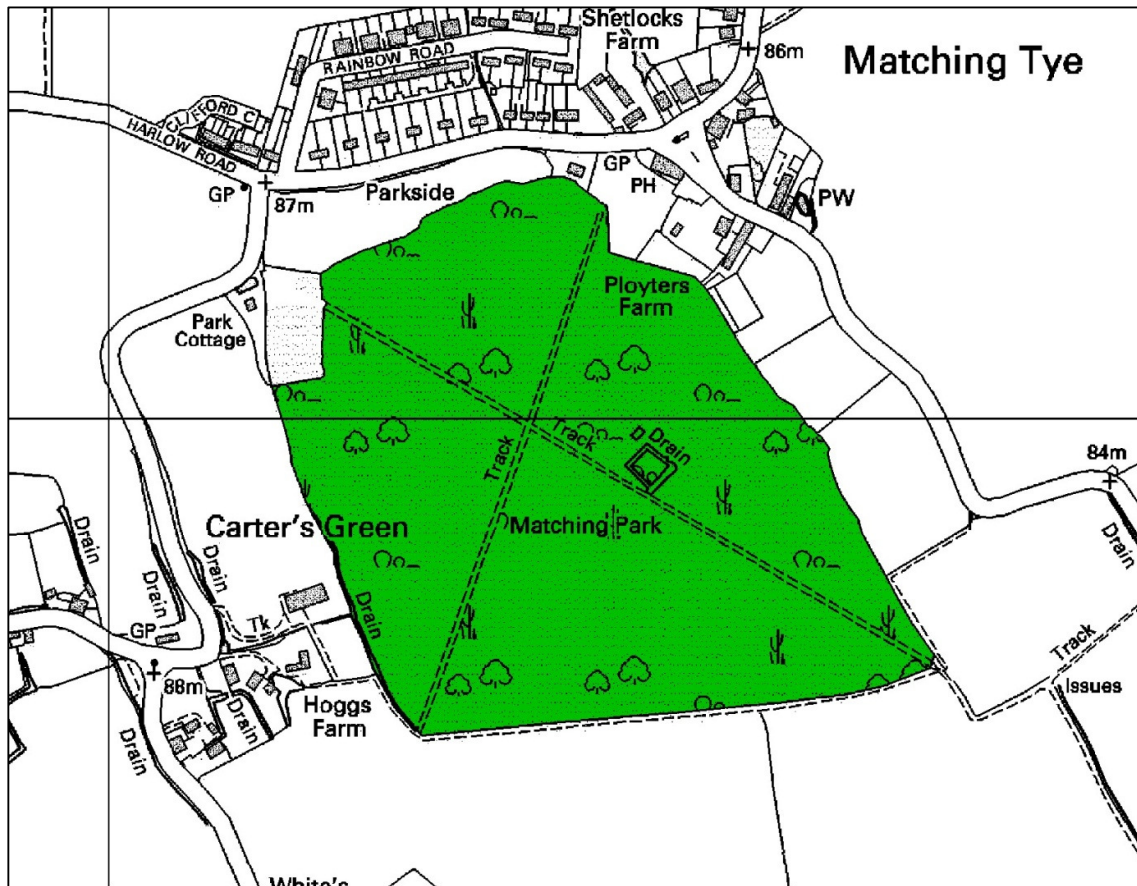 Shetlocks
Farm
86m
Matching Tye
RAINBOW ROAD
HARLOW ROAD
GP
PH
GP
Parkside
PW
87m
Ployters
Farm
Park
Cottage
Track
Track
Drain
84m
Drain
Carter's Green
Matching Park
Drain
Drain
Drain
Drain
GP
Tk
Track
88m
Issues
Drain
Hoggs
Farm
Drain
White's